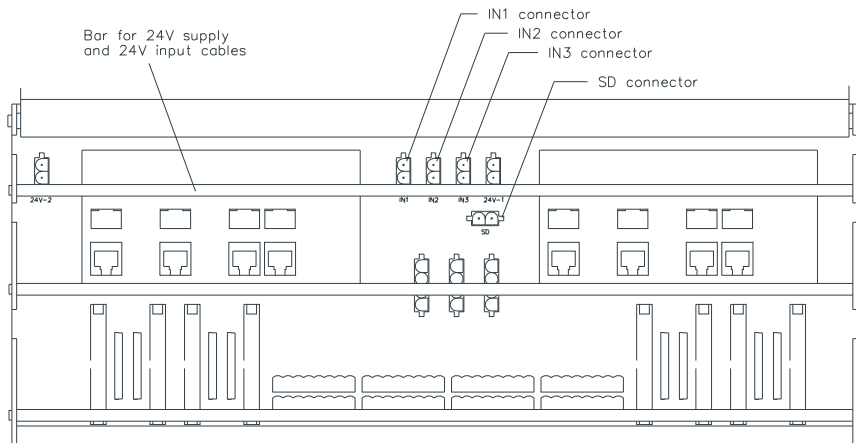 IN1 connector
IN2 connector
IN3 connector
Bar for 24V supply
and 24V input cables
SD connector
24V-2
IN1
IN2
IN3
24V-1
SD